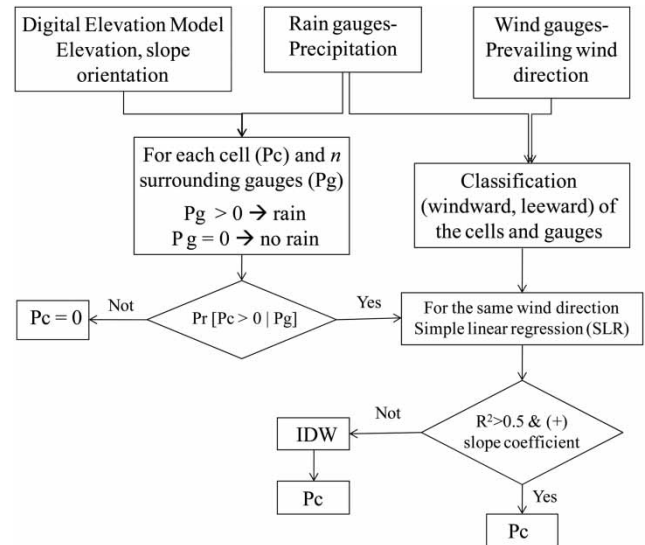 Digital Elevation Model
Elevation, slope
orientation
Rain gauges-
Precipitation
Wind gauges-
Prevailing wind
direction
For each cell (Pc) and n
surrounding gauges (Pg)
Pg > 0 → rain
P g = 0 → no rain
Classification
(windward, leeward) of
the cells and gauges
Pc = 0
Not
Pr [Pc > 0 | Pg]
Yes
For the same wind direction
Simple linear regression (SLR)
R²>0.5 & (+)
slope coefficient
Not
IDW
Pc
Yes
Pc